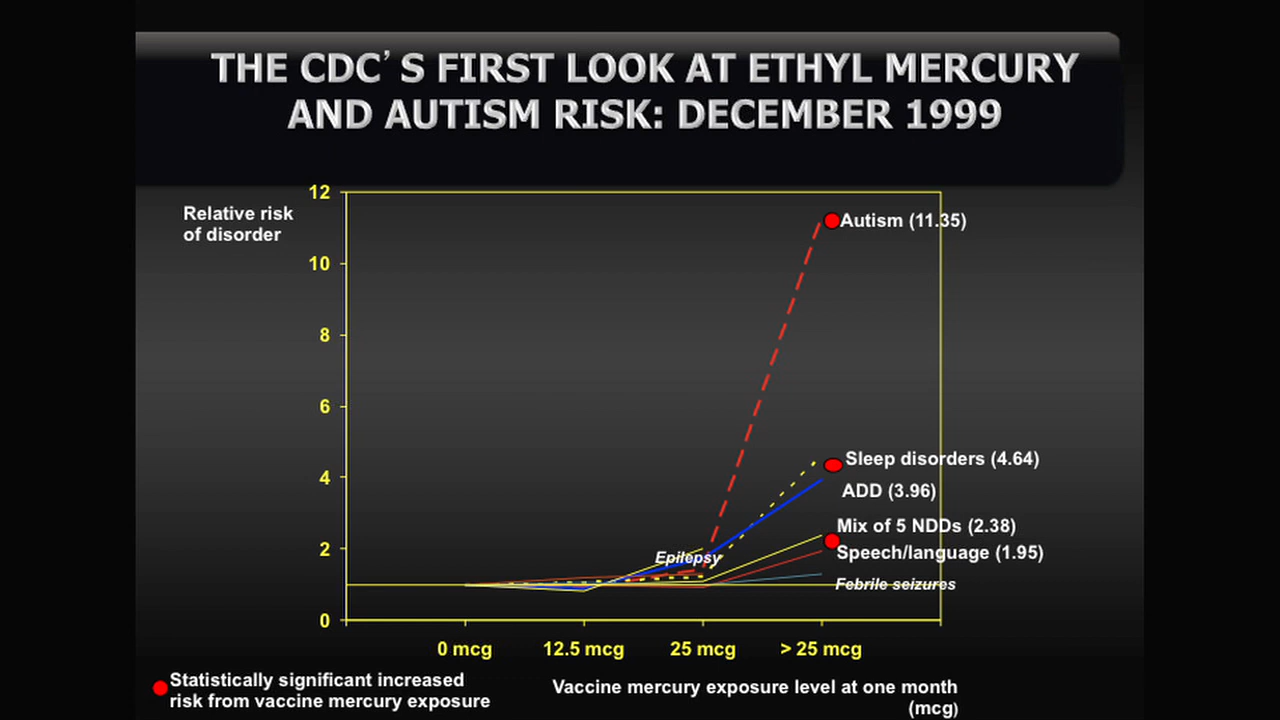 THE CDC’S FIRST LOOK AT ETHYL MERCURY
AND AUTISM RISK: DECEMBER 1999
Relative risk
of disorder
12
10
8
6
4
2
0
Autism (11.35)
Sleep disorders (4.64)
ADD (3.96)
Mix of 5 NDDs (2.38)
Speech/language (1.95)
Epilepsy
Febrile seizures
0 mcg
12.5 mcg
25 mcg
> 25 mcg
Statistically significant increased
risk from vaccine mercury exposure
Vaccine mercury exposure level at one month
(mcg)